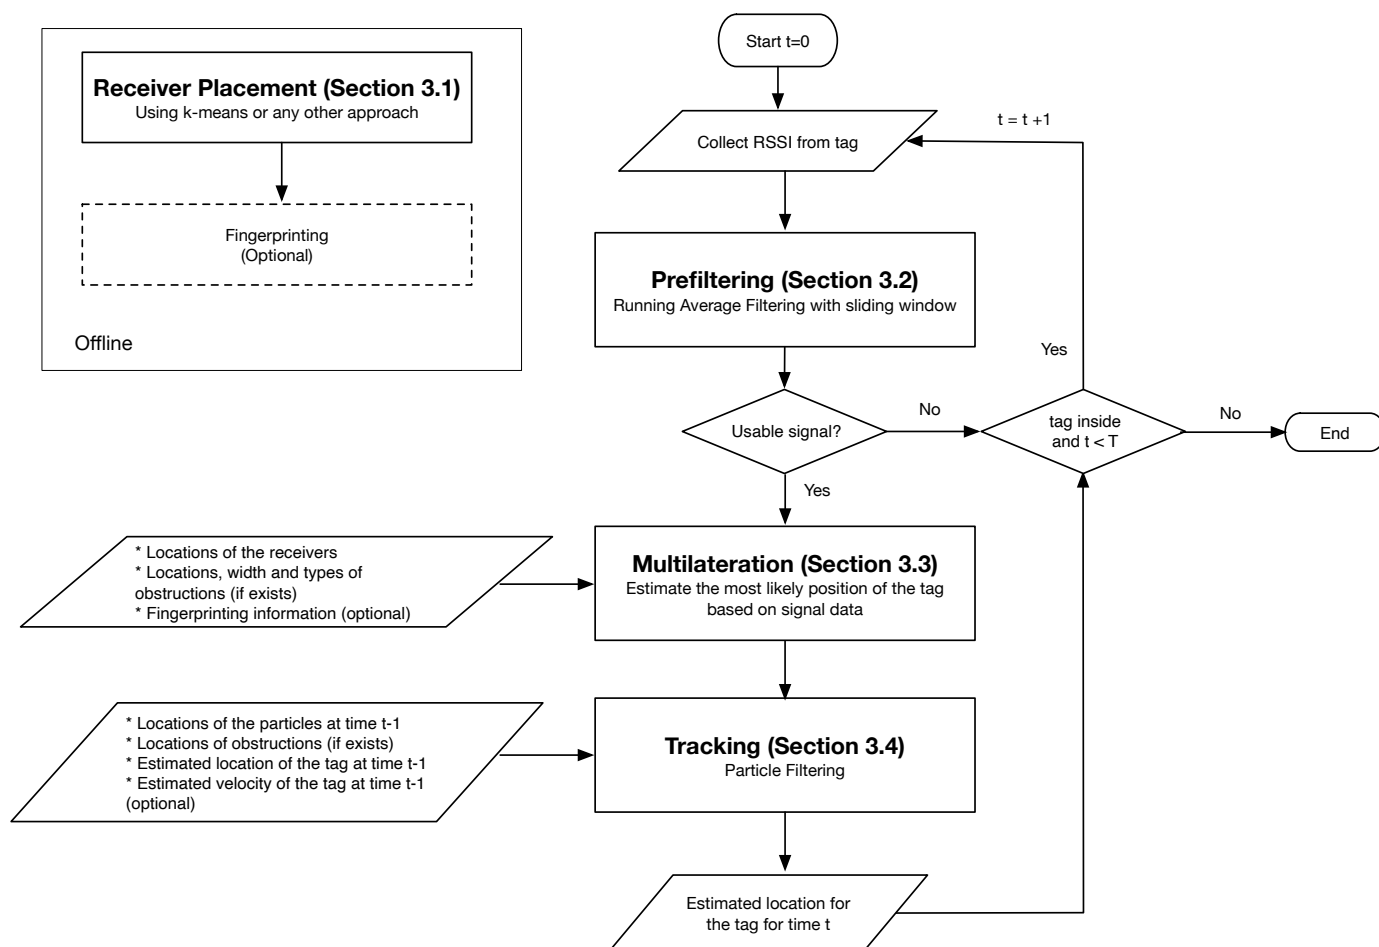 Receiver Placement (Section 3.1)
Using k-means or any other approach
Fingerprinting
(Optional)
Offline
Start t=0
Collect RSSI from tag
t = t +1
Prefiltering (Section 3.2)
Running Average Filtering with sliding window
Yes
Usable signal?
No
tag inside
and t < T
No
End
Yes
* Locations of the receivers
* Locations, width and types of
obstructions (if exists)
* Fingerprinting information (optional)
Multilateration (Section 3.3)
Estimate the most likely position of the tag
based on signal data
* Locations of the particles at time t-1
* Locations of obstructions (if exists)
* Estimated location of the tag at time t-1
* Estimated velocity of the tag at time t-1
(optional)
Tracking (Section 3.4)
Particle Filtering
Estimated location for
the tag for time t